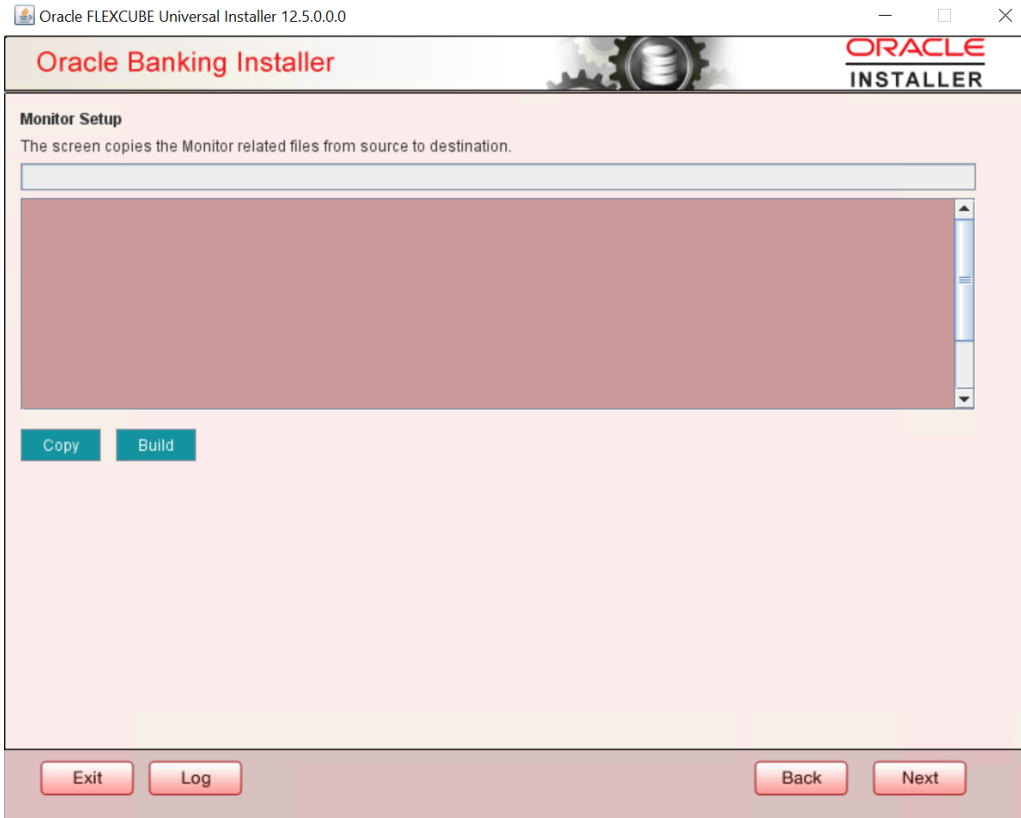 Oracle FLEXCUBE Universal Installer 12.5.0.0.0
Oracle Banking Installer
ORACLE
INSTALLER
Monitor Setup
The screen copies the Monitor related files from source to destination.
Copy Build
Exit Log Back Next